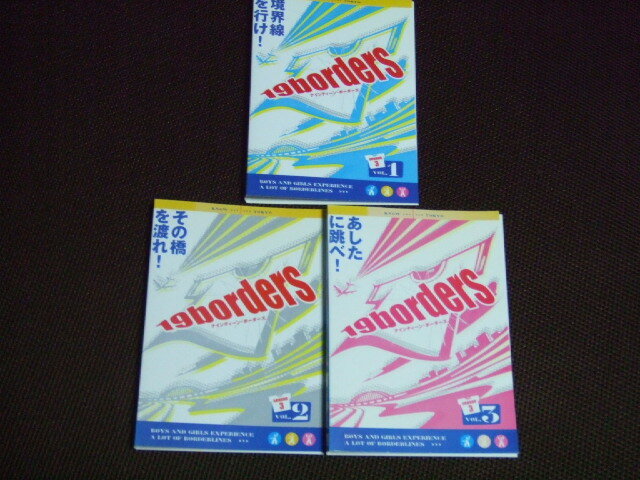 境界線
を行け！
19borders
ナインティーン・ボーダーズ
3
VOL.1
BOYS AND GIRLS EXPERIENCE
A LOT OF BORDERLINES >>>
その橋
を渡れ！
19borders
ナインティーン・ボーダーズ
3
VOL.2
BOYS AND GIRLS EXPERIENCE
A LOT OF BORDERLINES >>>
あした
に跳べ！
19borders
ナインティーン・ボーダーズ
3
VOL.3
BOYS AND GIRLS EXPERIENCE
A LOT OF BORDERLINES >>>